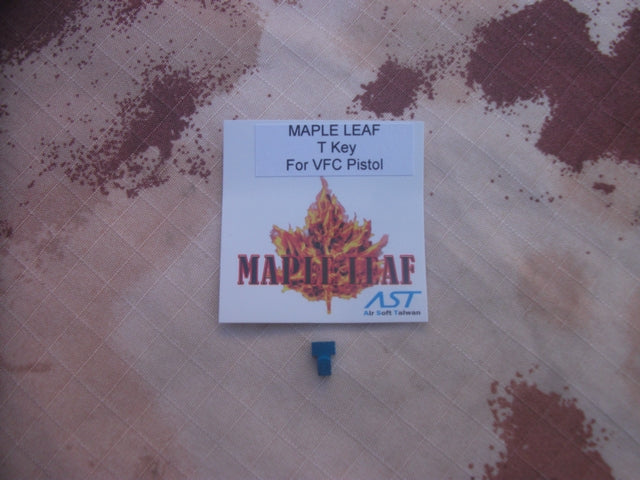 MAPLE LEAF
T Key
For VFC Pistol
MAPLE LEAF
AST
Air Soft Taiwan